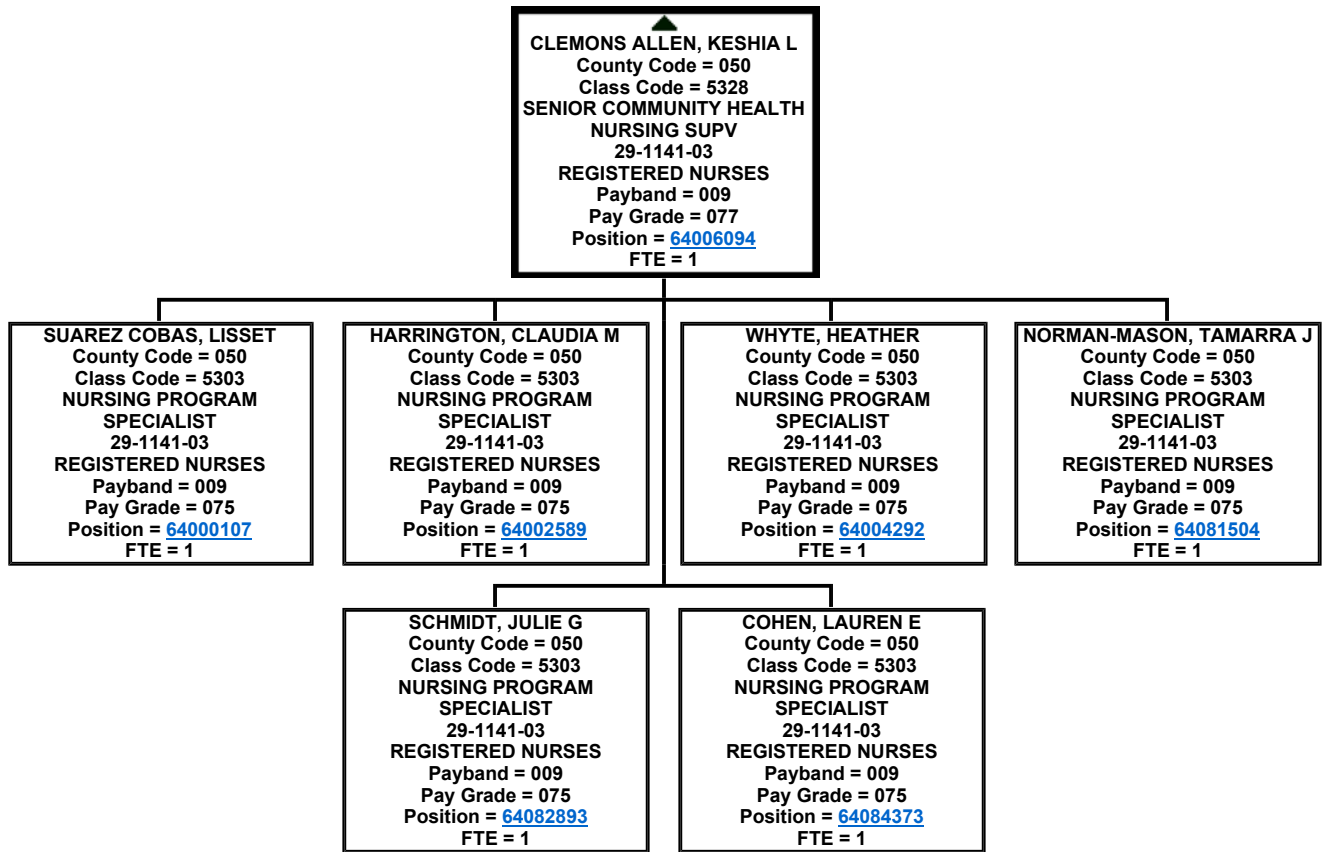 CLEMONS ALLEN, KESHIA L
County Code = 050
Class Code = 5328
SENIOR COMMUNITY HEALTH
NURSING SUPV
29-1141-03
REGISTERED NURSES
Payband = 009
Pay Grade = 077
Position = 64006094
FTE = 1
SUAREZ COBAS, LISSET
County Code = 050
Class Code = 5303
NURSING PROGRAM
SPECIALIST
29-1141-03
REGISTERED NURSES
Payband = 009
Pay Grade = 075
Position = 64000107
FTE = 1
HARRINGTON, CLAUDIA M
County Code = 050
Class Code = 5303
NURSING PROGRAM
SPECIALIST
29-1141-03
REGISTERED NURSES
Payband = 009
Pay Grade = 075
Position = 64002589
FTE = 1
WHYTE, HEATHER
County Code = 050
Class Code = 5303
NURSING PROGRAM
SPECIALIST
29-1141-03
REGISTERED NURSES
Payband = 009
Pay Grade = 075
Position = 64004292
FTE = 1
NORMAN-MASON, TAMARRA J
County Code = 050
Class Code = 5303
NURSING PROGRAM
SPECIALIST
29-1141-03
REGISTERED NURSES
Payband = 009
Pay Grade = 075
Position = 64081504
FTE = 1
SCHMIDT, JULIE G
County Code = 050
Class Code = 5303
NURSING PROGRAM
SPECIALIST
29-1141-03
REGISTERED NURSES
Payband = 009
Pay Grade = 075
Position = 64082893
FTE = 1
COHEN, LAUREN E
County Code = 050
Class Code = 5303
NURSING PROGRAM
SPECIALIST
29-1141-03
REGISTERED NURSES
Payband = 009
Pay Grade = 075
Position = 64084373
FTE = 1